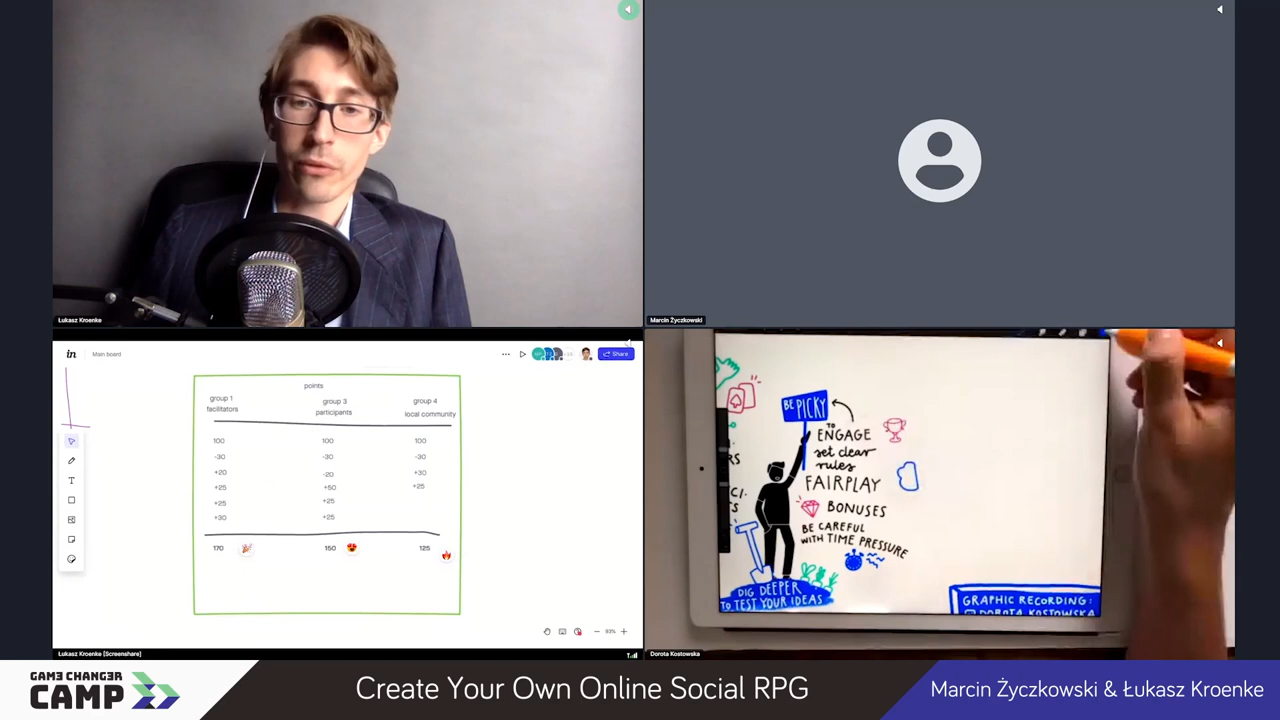 Łukasz Kroenke
Marcin Życzkowski
in
Main board
Share
points
group 1
facilitators
group 3
participants
group 4
local community
100
100
100
-30
-30
-30
+20
-20
+30
+25
+50
+25
+25
+25
+30
+25
170
150
125
93%
Łukasz Kroenke [Screenshare]
BE PICKY
TO
ENGAGE
set clear
rules
FAIRPLAY
BONUSES
BE CAREFUL
WITH TIME PRESSURE
DIG DEEPER
TO TEST YOUR IDEAS
GRAPHIC RECORDING:
DOROTA KOSTOWSKA
Dorota Kostowska
GAME CHANGER
CAMP
Create Your Own Online Social RPG
Marcin Życzkowski & Łukasz Kroenke